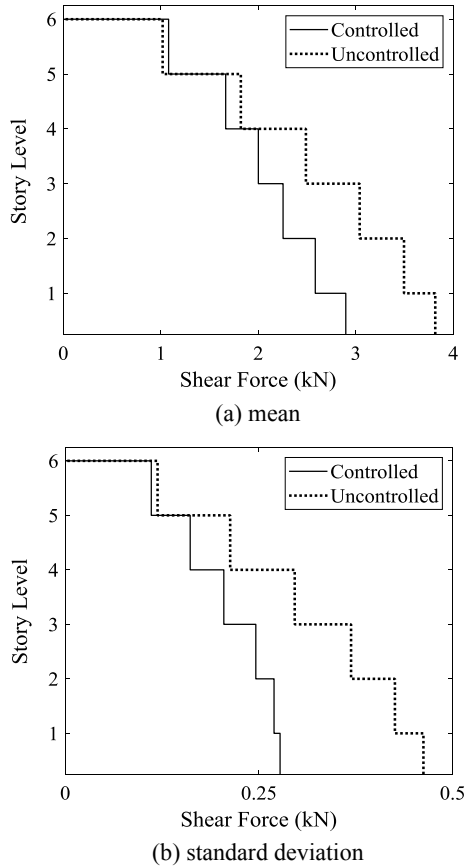 6
5
4
3
2
1
Story Level
Controlled
Uncontrolled
0 1 2 3 4
Shear Force (kN)
(a) mean
6
5
4
3
2
1
Story Level
Controlled
Uncontrolled
0 0.25 0.5
Shear Force (kN)
(b) standard deviation